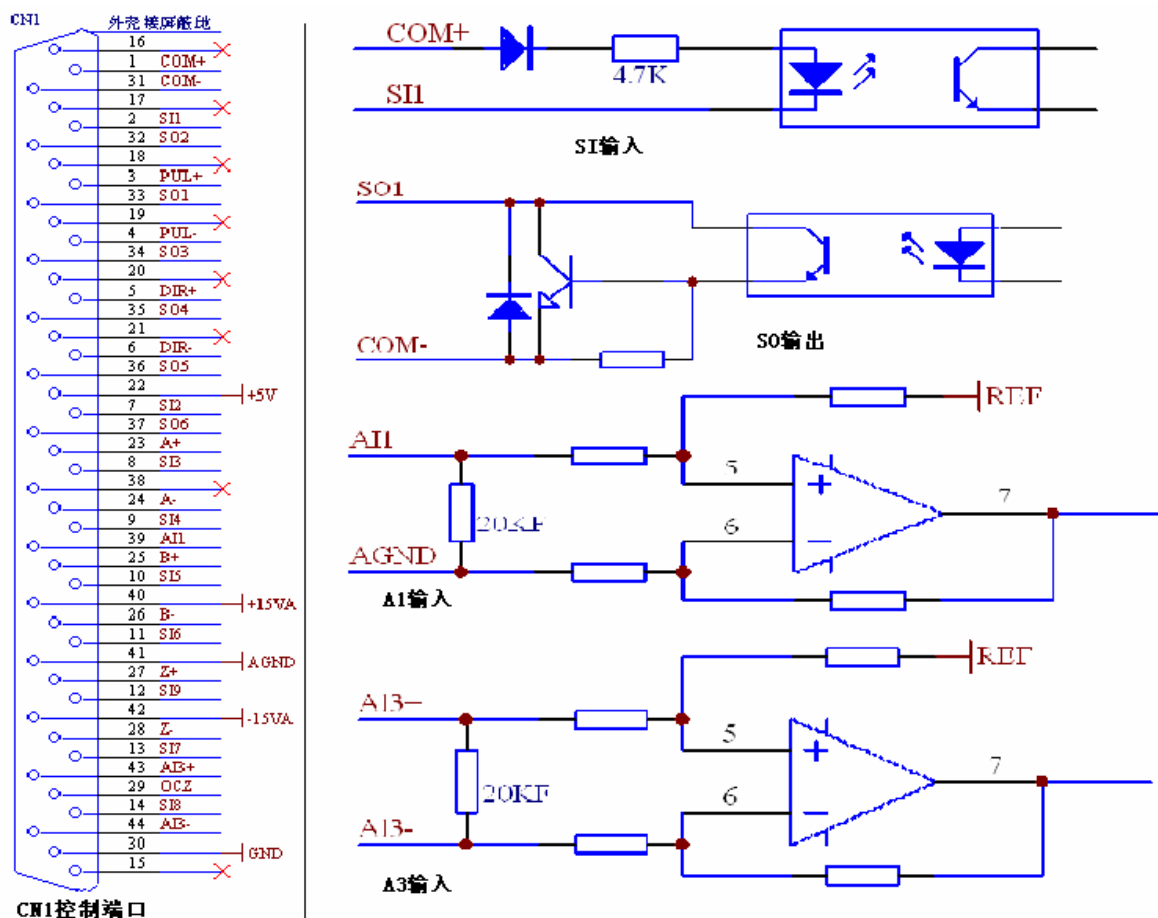 CN1
外壳接屏蔽地
16
1 COM+
31 COM-
17
2 SI1
32 SO2
18
3 PUL+
33 SO1
19
4 PUL-
34 SO3
20
5 DIR+
35 SO4
21
6 DIR-
36 SO5
22 +5V
7 SI2
37 SO6
23 A+
8 SI3
38
24 A-
9 SI4
39 AI1
25 B+
10 SI5
40 +15VA
26 B-
11 SI6
41 AGND
27 Z+
12 SI9
42 -15VA
28 Z-
13 SI7
43 AI3+
29 OCZ
14 SI8
44 AI3-
30 GND
15
CN1控制端口
COM+
4.7K
SI1
SI输入
SO1
COM-
SO输出
REF
AI1
5
7
20KF
6
AGND
A1输入
REF
AI3+
5
7
20KF
6
AI3-
A3输入